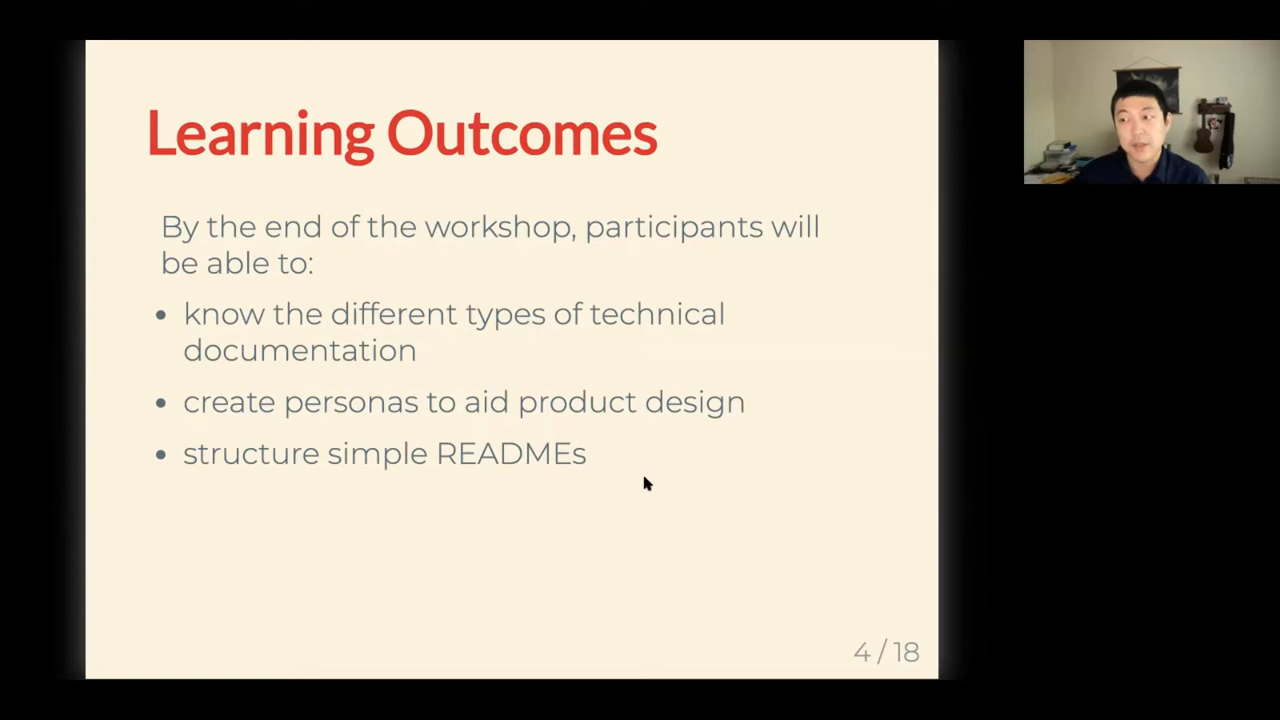 Learning Outcomes
By the end of the workshop, participants will
be able to:
• know the different types of technical
documentation
• create personas to aid product design
• structure simple READMEs
4 / 18